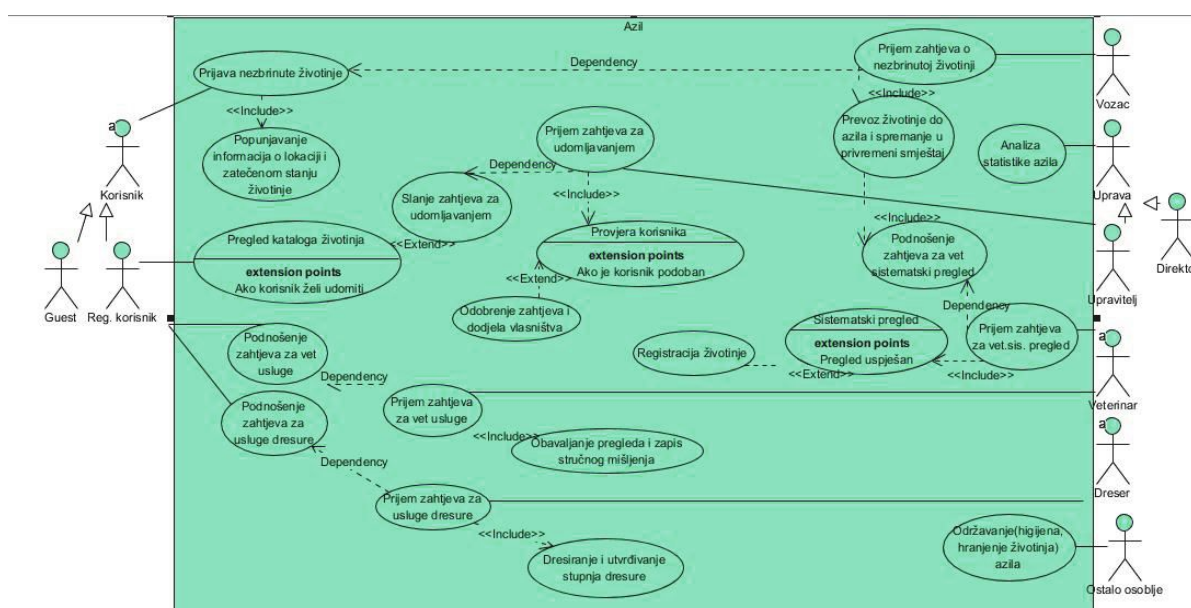 Azil
Prijava nezbrinute životinje
Dependency
Prijem zahtjeva o
nezbrinutoj životinji
Vozac
<<Include>>
<<Include>>
Popunjavanje
informacija o lokaciji i
zatečenom stanju
životinje
Prijem zahtjeva za
udomljavanjem
Prevoz životinje do
azila i spremanje u
privremeni smještaj
Analiza
statistike azila
a
Korisnik
a
Uprava
Dependency
Slanje zahtjeva za
udomljavanjem
<<Include>>
<<Include>>
Pregled kataloga životinja
extension points
Ako korisnik želi udomiti
<<Extend>>
Provjera korisnika
extension points
Ako je korisnik podoban
Podnošenje
zahtjeva za vet
sistematski pregled
Guest
Reg. korisnik
Upravitelj
Direkto
<<Extend>>
Odobrenje zahtjeva i
dodjela vlasništva
Dependency
Sistematski pregled
extension points
Pregled uspješan
Prijem zahtjeva
za vet.sis. pregled
a
Veterinar
Registracija životinje
<<Extend>>
<<Include>>
Podnošenje
zahtjeva za vet
usluge
Dependency
Prijem zahtjeva
za vet usluge
Podnošenje
zahtjeva za
usluge dresure
<<Include>>
Obavaljanje pregleda i zapis
stručnog mišljenja
a
Dreser
Dependency
Prijem zahtjeva za
usluge dresure
<<Include>>
Dresiranje i utvrđivanje
stupnja dresure
Održavanje(higijena,
hranjenje životinja)
azila
Ostalo osoblje